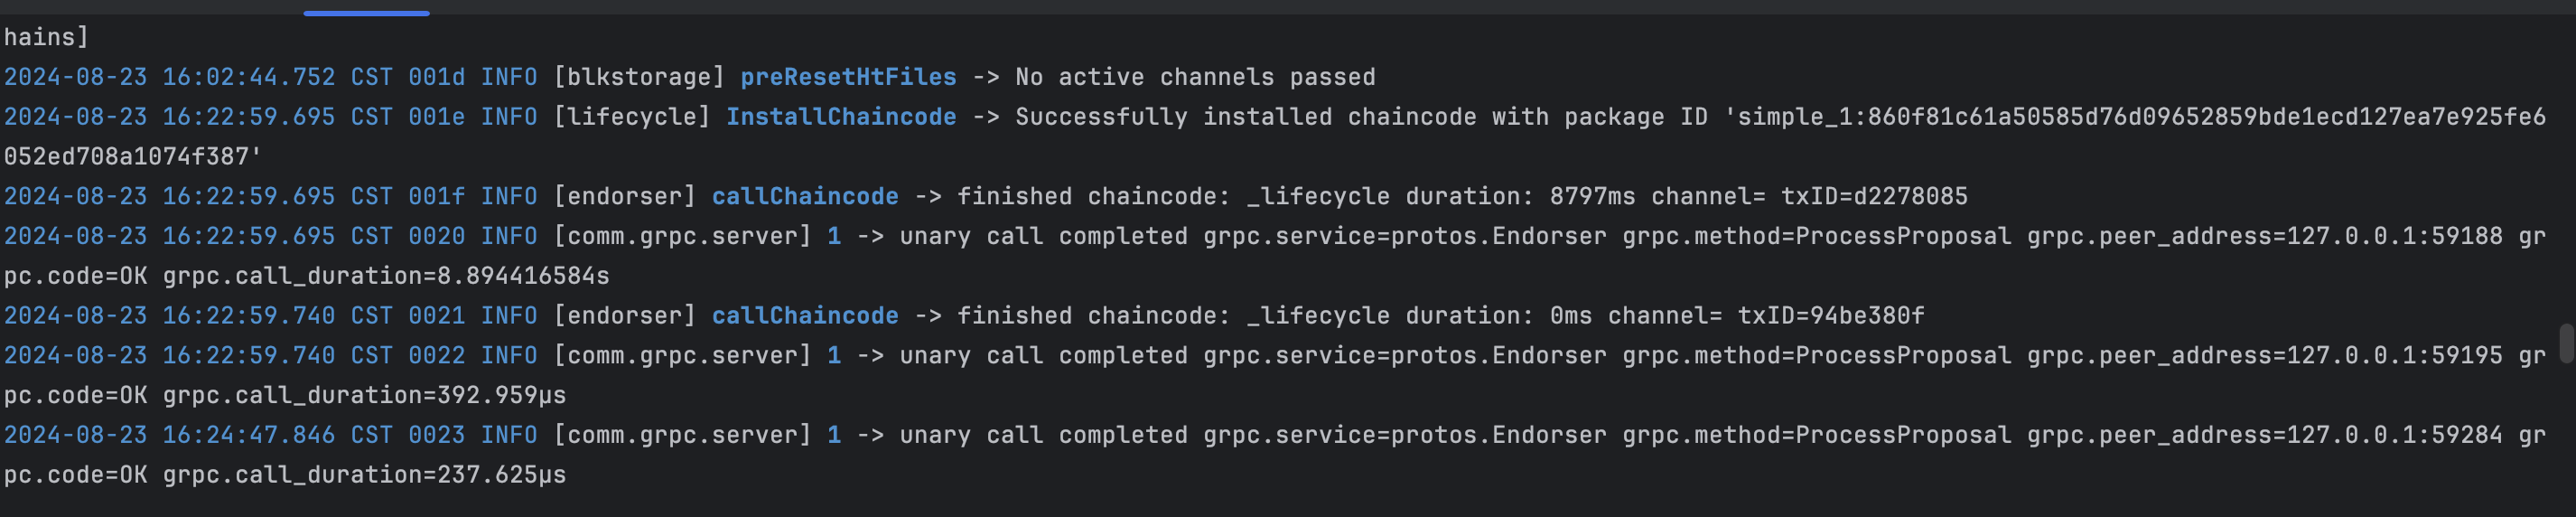 hains]
2024-08-23 16:02:44.752 CST 001d INFO [blkstorage] preResetHtFiles -> No active channels passed
2024-08-23 16:22:59.695 CST 001e INFO [lifecycle] InstallChaincode -> Successfully installed chaincode with package ID 'simple_1:860f81c61a50585d76d09652859bde1ecd127ea7e925fe6
052ed708a1074f387'
2024-08-23 16:22:59.695 CST 001f INFO [endorser] callChaincode -> finished chaincode: _lifecycle duration: 8797ms channel= txID=d2278085
2024-08-23 16:22:59.695 CST 0020 INFO [comm.grpc.server] 1 -> unary call completed grpc.service=protos.Endorser grpc.method=ProcessProposal grpc.peer_address=127.0.0.1:59188 gr
pc.code=OK grpc.call_duration=8.894416584s
2024-08-23 16:22:59.740 CST 0021 INFO [endorser] callChaincode -> finished chaincode: _lifecycle duration: 0ms channel= txID=94be380f
2024-08-23 16:22:59.740 CST 0022 INFO [comm.grpc.server] 1 -> unary call completed grpc.service=protos.Endorser grpc.method=ProcessProposal grpc.peer_address=127.0.0.1:59195 gr
pc.code=OK grpc.call_duration=392.959µs
2024-08-23 16:24:47.846 CST 0023 INFO [comm.grpc.server] 1 -> unary call completed grpc.service=protos.Endorser grpc.method=ProcessProposal grpc.peer_address=127.0.0.1:59284 gr
pc.code=OK grpc.call_duration=237.625µs